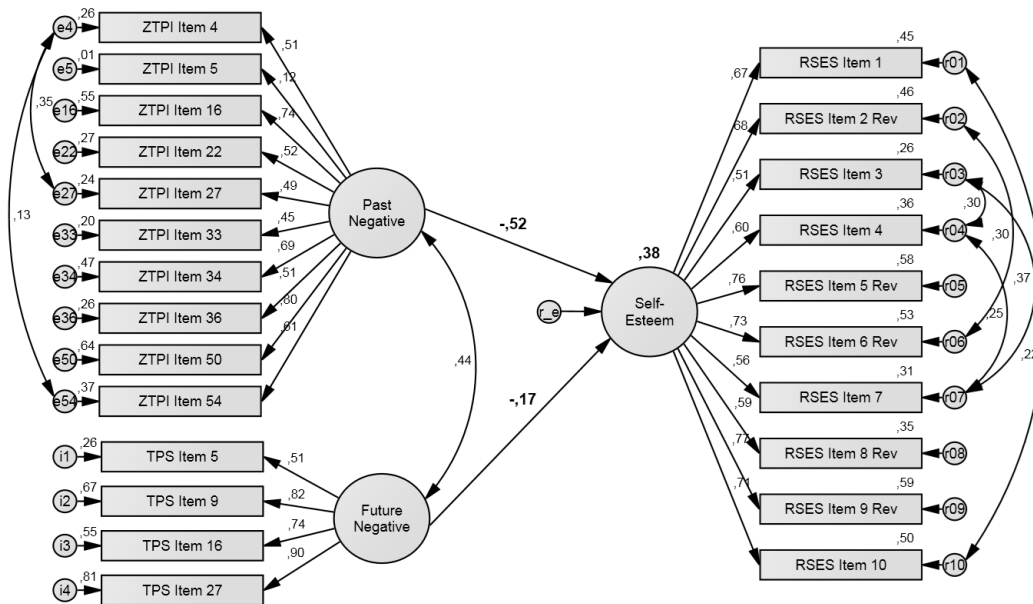 e4
,26
ZTPI Item 4
,51
e5
,01
ZTPI Item 5
,12
e16
,55
ZTPI Item 16
,74
e22
,27
ZTPI Item 22
,52
e27
,24
ZTPI Item 27
,49
e33
,20
ZTPI Item 33
,45
e34
,47
ZTPI Item 34
,69
e36
,26
ZTPI Item 36
,51
e50
,64
ZTPI Item 50
,80
e54
,37
ZTPI Item 54
,61
,35
,13
Past
Negative
i1
,26
TPS Item 5
,51
i2
,67
TPS Item 9
,82
i3
,55
TPS Item 16
,74
i4
,81
TPS Item 27
,90
Future
Negative
,44
-,52
-,17
r_e
,38
Self-
Esteem
,67
RSES Item 1
,45
r01
,68
RSES Item 2 Rev
,46
r02
,51
RSES Item 3
,26
r03
,60
RSES Item 4
,36
r04
,76
RSES Item 5 Rev
,58
r05
,73
RSES Item 6 Rev
,53
r06
,56
RSES Item 7
,31
r07
,59
RSES Item 8 Rev
,35
r08
,77
RSES Item 9 Rev
,59
r09
,71
RSES Item 10
,50
r10
,30
,30
,37
,25
,22